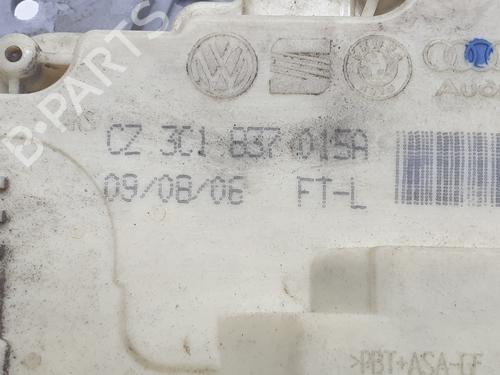 CZ 3C1 837 015A
09/08/06 FT-L
Audi
>PBT+ASA-GF
B-PARTS